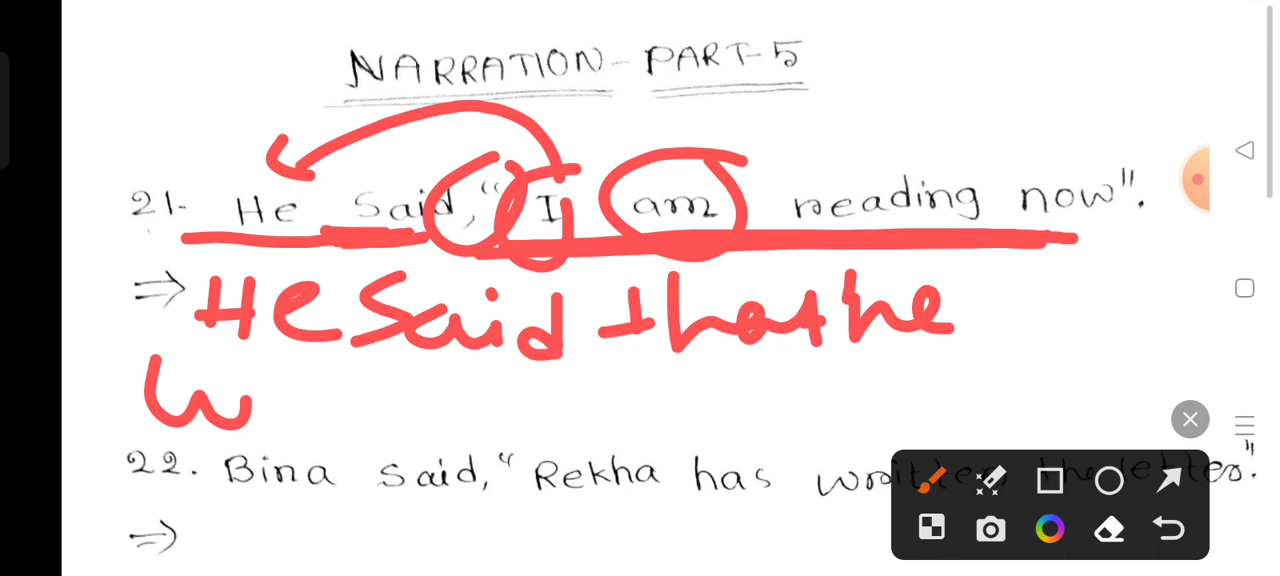 NARRATION - PART-5
21. He said, "I am reading now".
⇒ He said that he
w
22. Bina said, "Rekha has written the letter."
⇒